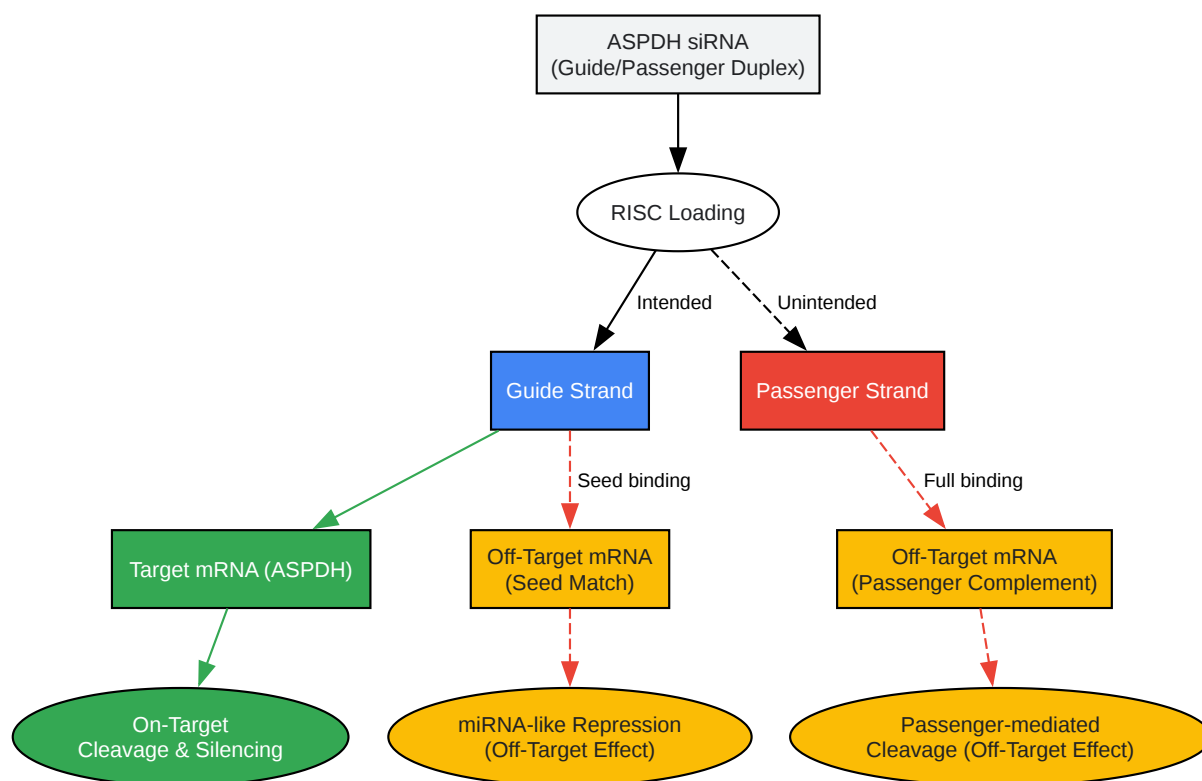 ASPDH siRNA
(Guide/Passenger Duplex)
RISC Loading
Intended
Unintended
Guide Strand
Passenger Strand
Seed binding
Full binding
Target mRNA (ASPDH)
Off-Target mRNA
(Seed Match)
Off-Target mRNA
(Passenger Complement)
On-Target
Cleavage & Silencing
miRNA-like Repression
(Off-Target Effect)
Passenger-mediated
Cleavage (Off-Target Effect)